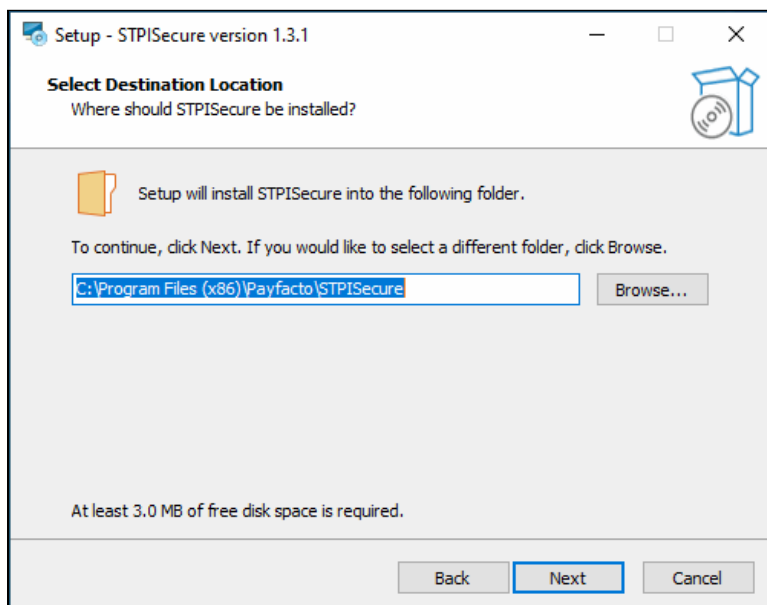 Setup - STPISecure version 1.3.1
Select Destination Location
Where should STPISecure be installed?
Setup will install STPISecure into the following folder.
To continue, click Next. If you would like to select a different folder, click Browse.
C:\Program Files (x86)\Payfacto\STPISecure
Browse...
At least 3.0 MB of free disk space is required.
Back
Next
Cancel